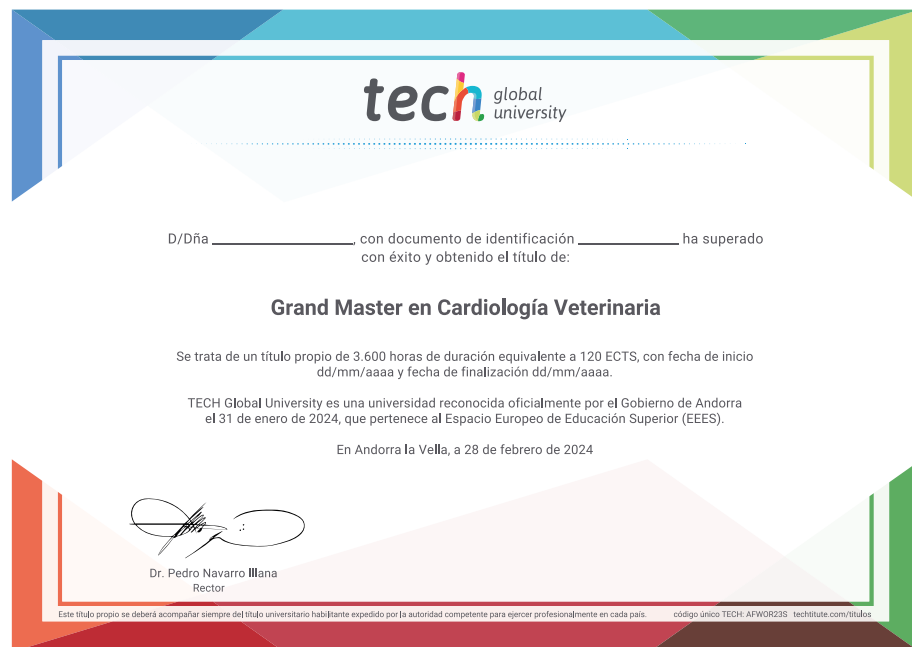 tech global university
D/Dña ____________, con documento de identificación ____________ ha superado
con éxito y obtenido el título de:
Grand Master en Cardiología Veterinaria
Se trata de un título propio de 3.600 horas de duración equivalente a 120 ECTS, con fecha de inicio
dd/mm/aaaa y fecha de finalización dd/mm/aaaa.
TECH Global University es una universidad reconocida oficialmente por el Gobierno de Andorra
el 31 de enero de 2024, que pertenece al Espacio Europeo de Educación Superior (EEES).
En Andorra la Vella, a 28 de febrero de 2024
Dr. Pedro Navarro Illana
Rector
Este título propio se deberá acompañar siempre del título universitario habilitante expedido por la autoridad competente para ejercer profesionalmente en cada país. código único TECH: AFWOR23S techtitute.com/titulos